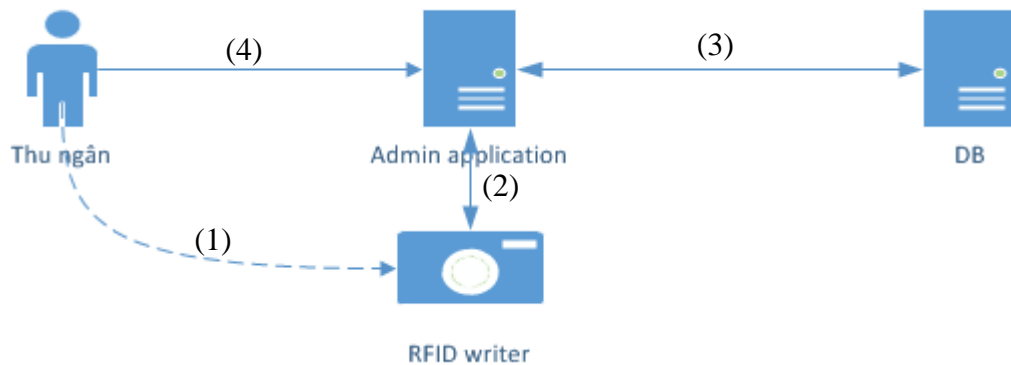 (4)
(3)
Thu ngân
Admin application
DB
(2)
(1)
RFID writer